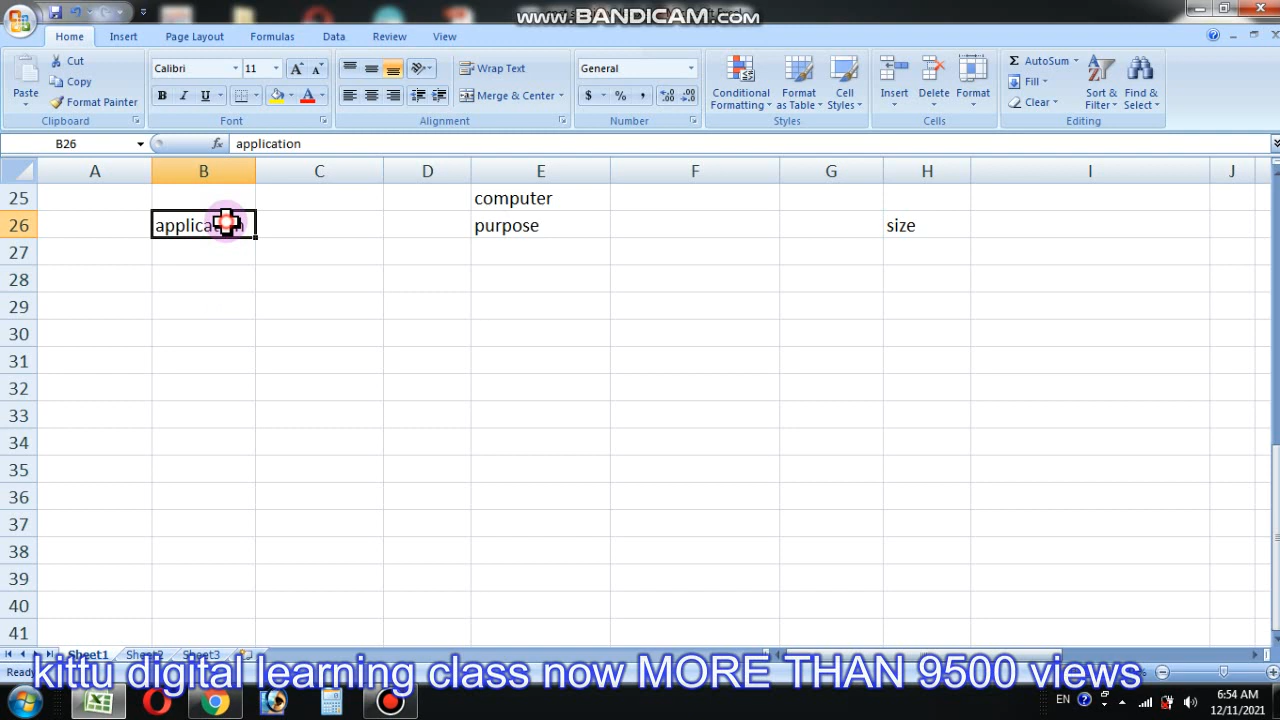 www.BANDICAM.com
Home Insert Page Layout Formulas Data Review View
Paste Cut Copy Format Painter Clipboard
Calibri 11 Font
Wrap Text Merge & Center Alignment
General $ % , Number
Conditional Formatting Format as Table Cell Styles Styles
Insert Delete Format Cells
Σ AutoSum Fill Clear Sort & Filter Find & Select Editing
B26 fx application
A B C D E F G H I J
25 computer
26 purpose size
27
28
29
30
31
32
33
34
35
36
37
38
39
40
41
Sheet1 Sheet2 Sheet3
kittu digital learning class now MORE THAN 9500 views
EN 6:54 AM
12/11/2021